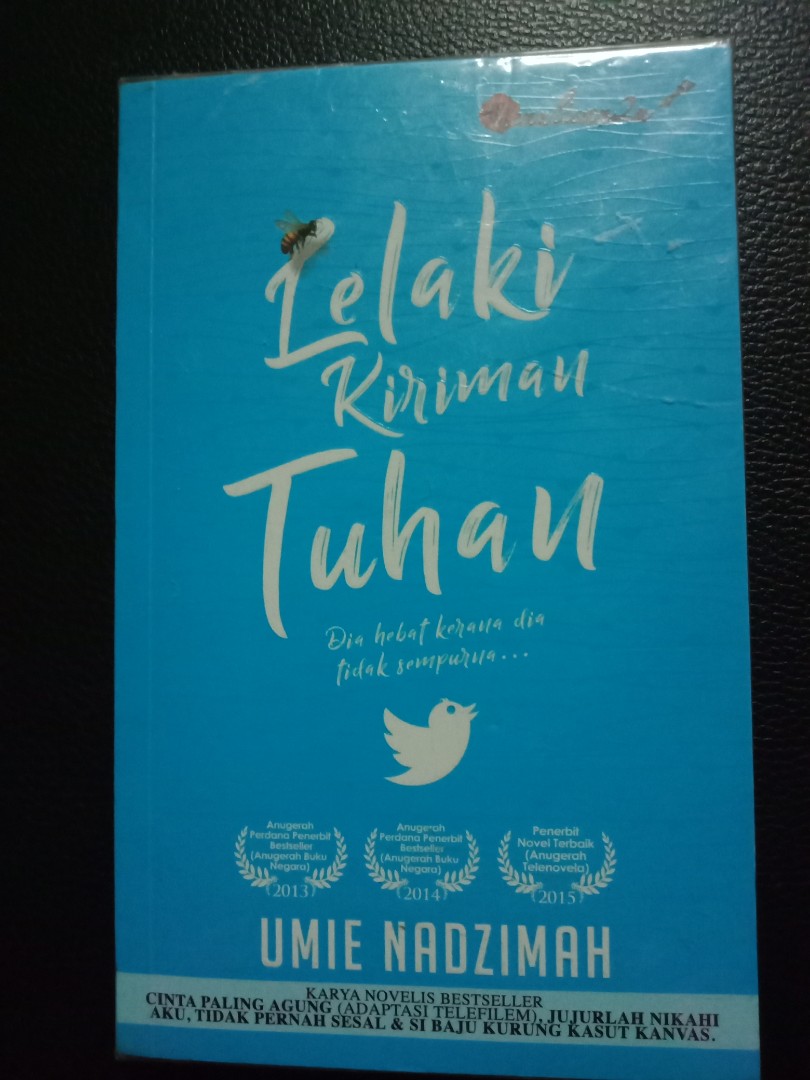 Lelaki
Kiriman
Tuhan
Dia hebat kerana dia
tidak sempurna...
Anugerah
Perdana Penerbit
Bestseller
(Anugerah Buku
Negara)
2013
Anugerah
Perdana Penerbit
Bestseller
(Anugerah Buku
Negara)
2014
Penerbit
Novel Terbaik
(Anugerah
Telenovela)
2015
UMIE NADZIMAH
KARYA NOVELIS BESTSELLER
CINTA PALING AGUNG (ADAPTASI TELEFILEM), JUJURLAH NIKAHI
AKU, TIDAK PERNAH SESAL & SI BAJU KURUNG KASUT KANVAS.